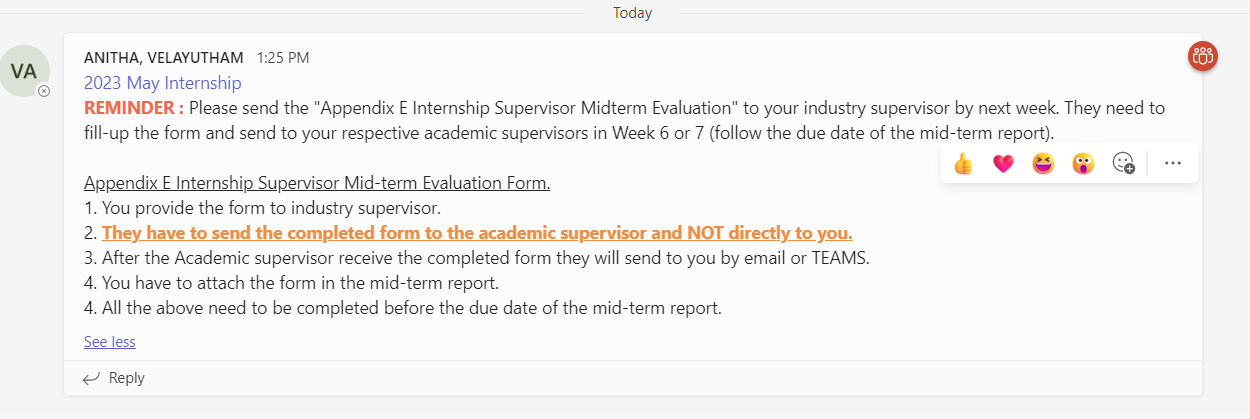 Today
VA
ANITHA, VELAYUTHAM 1:25 PM
2023 May Internship
REMINDER : Please send the "Appendix E Internship Supervisor Midterm Evaluation" to your industry supervisor by next week. They need to
fill-up the form and send to your respective academic supervisors in Week 6 or 7 (follow the due date of the mid-term report).
Appendix E Internship Supervisor Mid-term Evaluation Form.
1. You provide the form to industry supervisor.
2. They have to send the completed form to the academic supervisor and NOT directly to you.
3. After the Academic supervisor receive the completed form they will send to you by email or TEAMS.
4. You have to attach the form in the mid-term report.
4. All the above need to be completed before the due date of the mid-term report.
See less
Reply